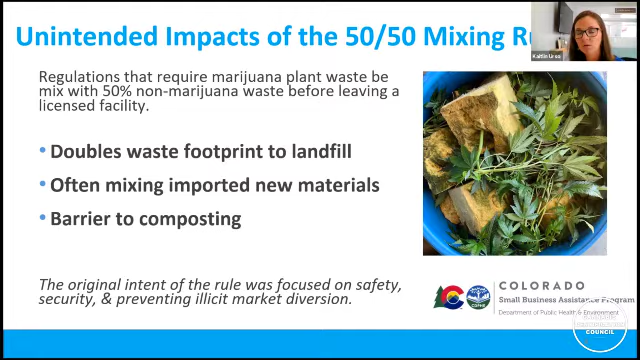 Unintended Impacts of the 50/50 Mixing Ru
Kaitlin Urso
Regulations that require marijuana plant waste be
mix with 50% non-marijuana waste before leaving a
licensed facility.
• Doubles waste footprint to landfill
• Often mixing imported new materials
• Barrier to composting
The original intent of the rule was focused on safety,
security, & preventing illicit market diversion.
COLORADO
Small Business Assistance Program
Department of Public Health & Environment
CDPHE
COUNCIL